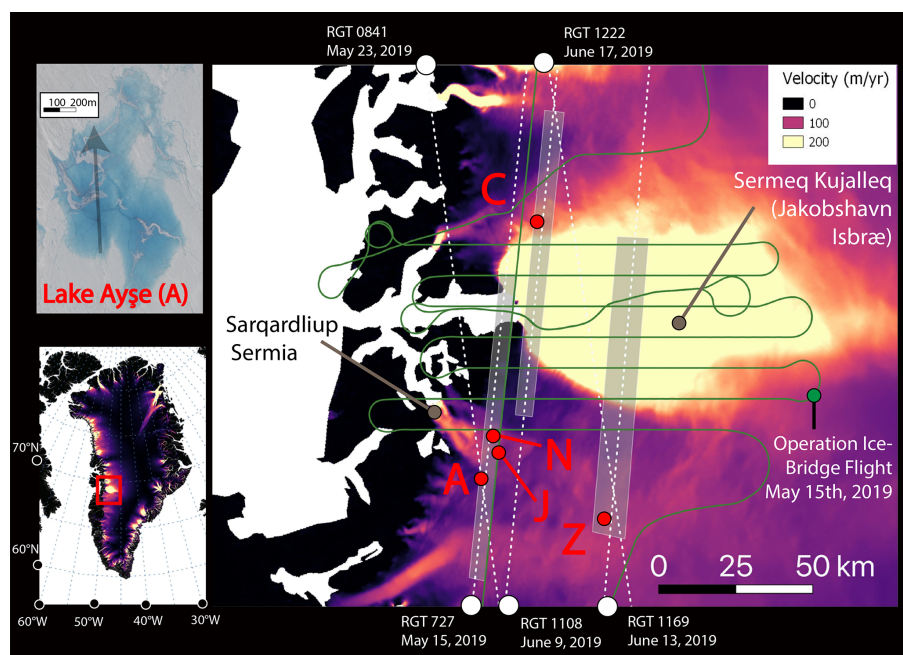 RGT 0841
May 23, 2019
RGT 1222
June 17, 2019
100 200m
Lake Ayşe (A)
Velocity (m/yr)
0
100
200
Sermeq Kujalleq
(Jakobshavn
Isbræ)
C
Sarqardliup
Sermia
N
A
J
Z
Operation Ice-
Bridge Flight
May 15th, 2019
0 25 50 km
70°N
60°N
60°W 50°W 40°W 30°W
RGT 727
May 15, 2019
RGT 1108
June 9, 2019
RGT 1169
June 13, 2019